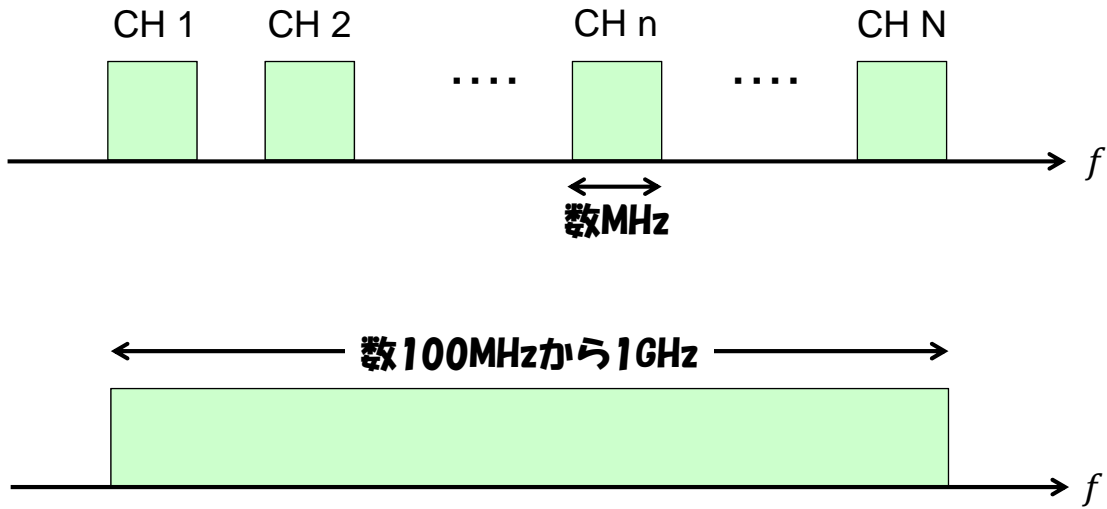 CH 1 CH 2 CH n CH N
‥‥ ‥‥
f
数MHz
数100MHzから1GHz
f